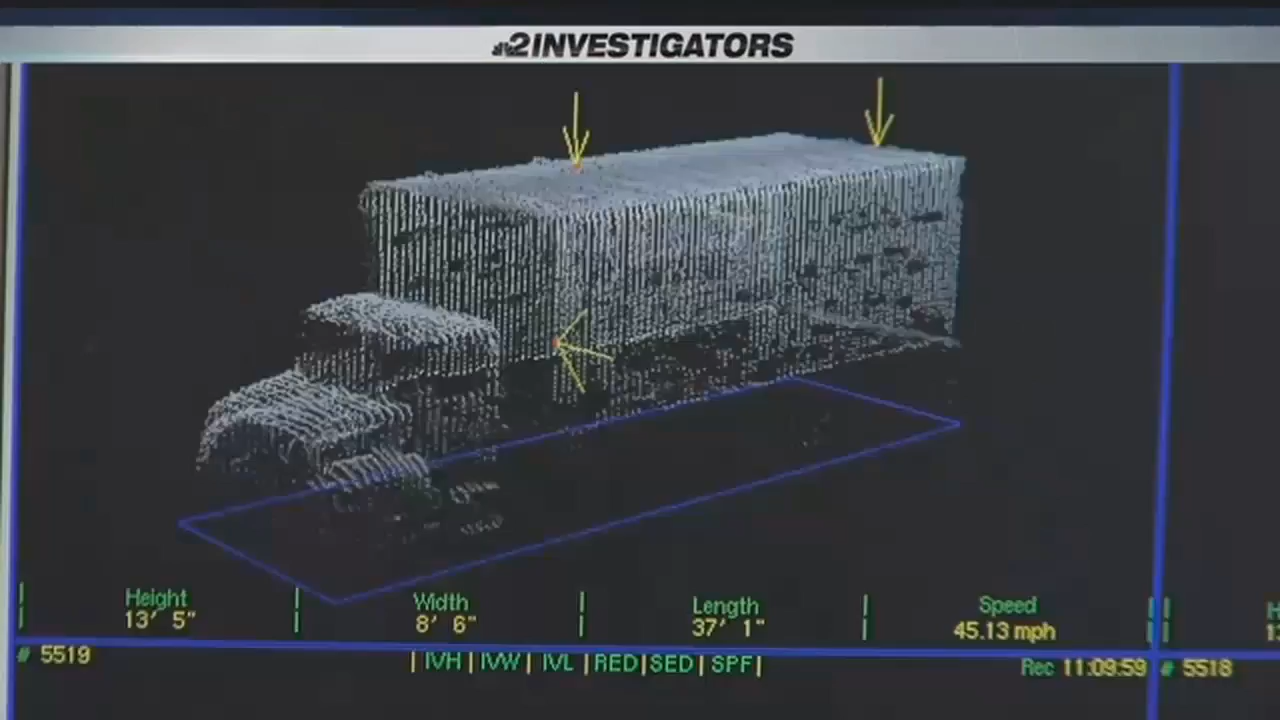 2INVESTIGATORS
Height
13' 5"
Width
8' 6"
Length
37' 1"
Speed
45.13 mph
# 5519
| IVH | IVW | IVL | RED | SED | SPF |
Rec 11:09:59
# 5518